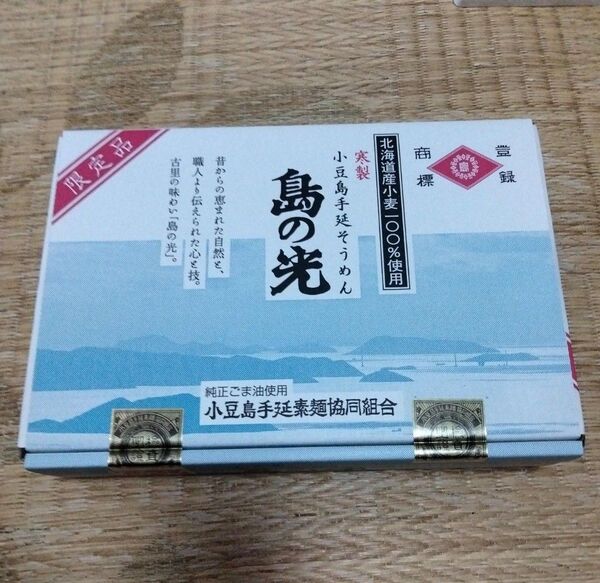 限定品
登録
商標
島
北海道産小麦一〇〇%使用
寒製
小豆島手延そうめん
島の光
昔からの恵まれた自然と、
職人より伝えられた心と技。
古里の味わい「島の光」。
純正ごま油使用
小豆島手延素麺協同組合